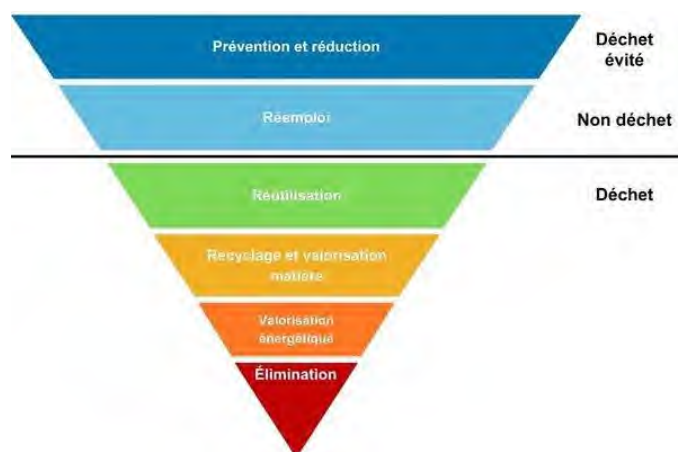 Prévention et réduction
Déchet
évité
Réemploi
Non déchet
Réutilisation
Déchet
Recyclage et valorisation
matière
Valorisation
énergétique
Élimination